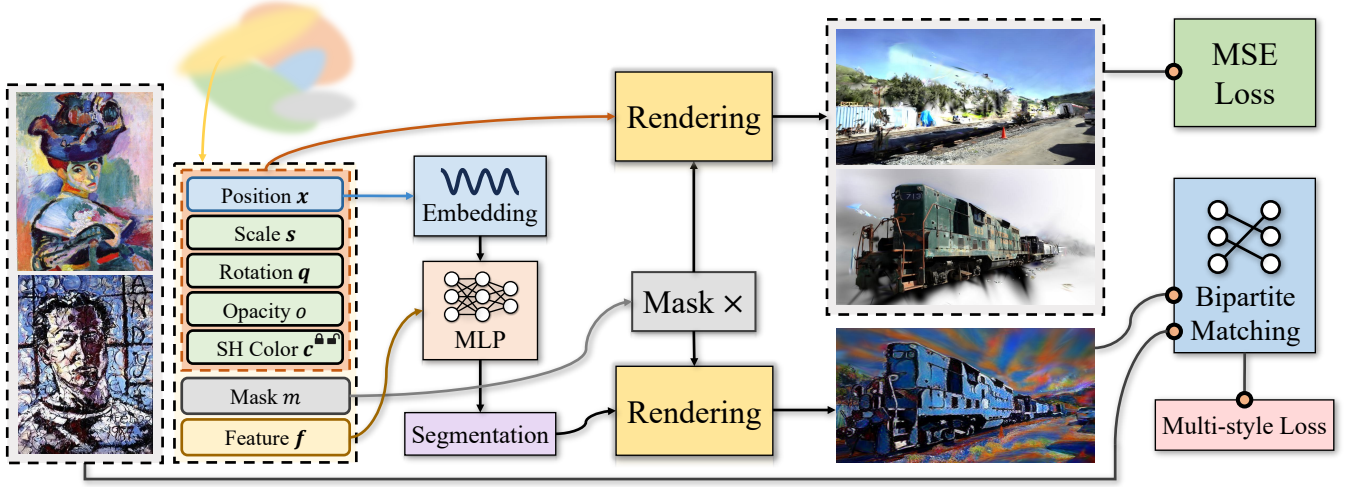 Position x
Scale s
Rotation q
Opacity o
SH Color c
Mask m
Feature f
Embedding
MLP
Segmentation
Rendering
Mask ×
Rendering
MSE
Loss
Bipartite
Matching
Multi-style Loss